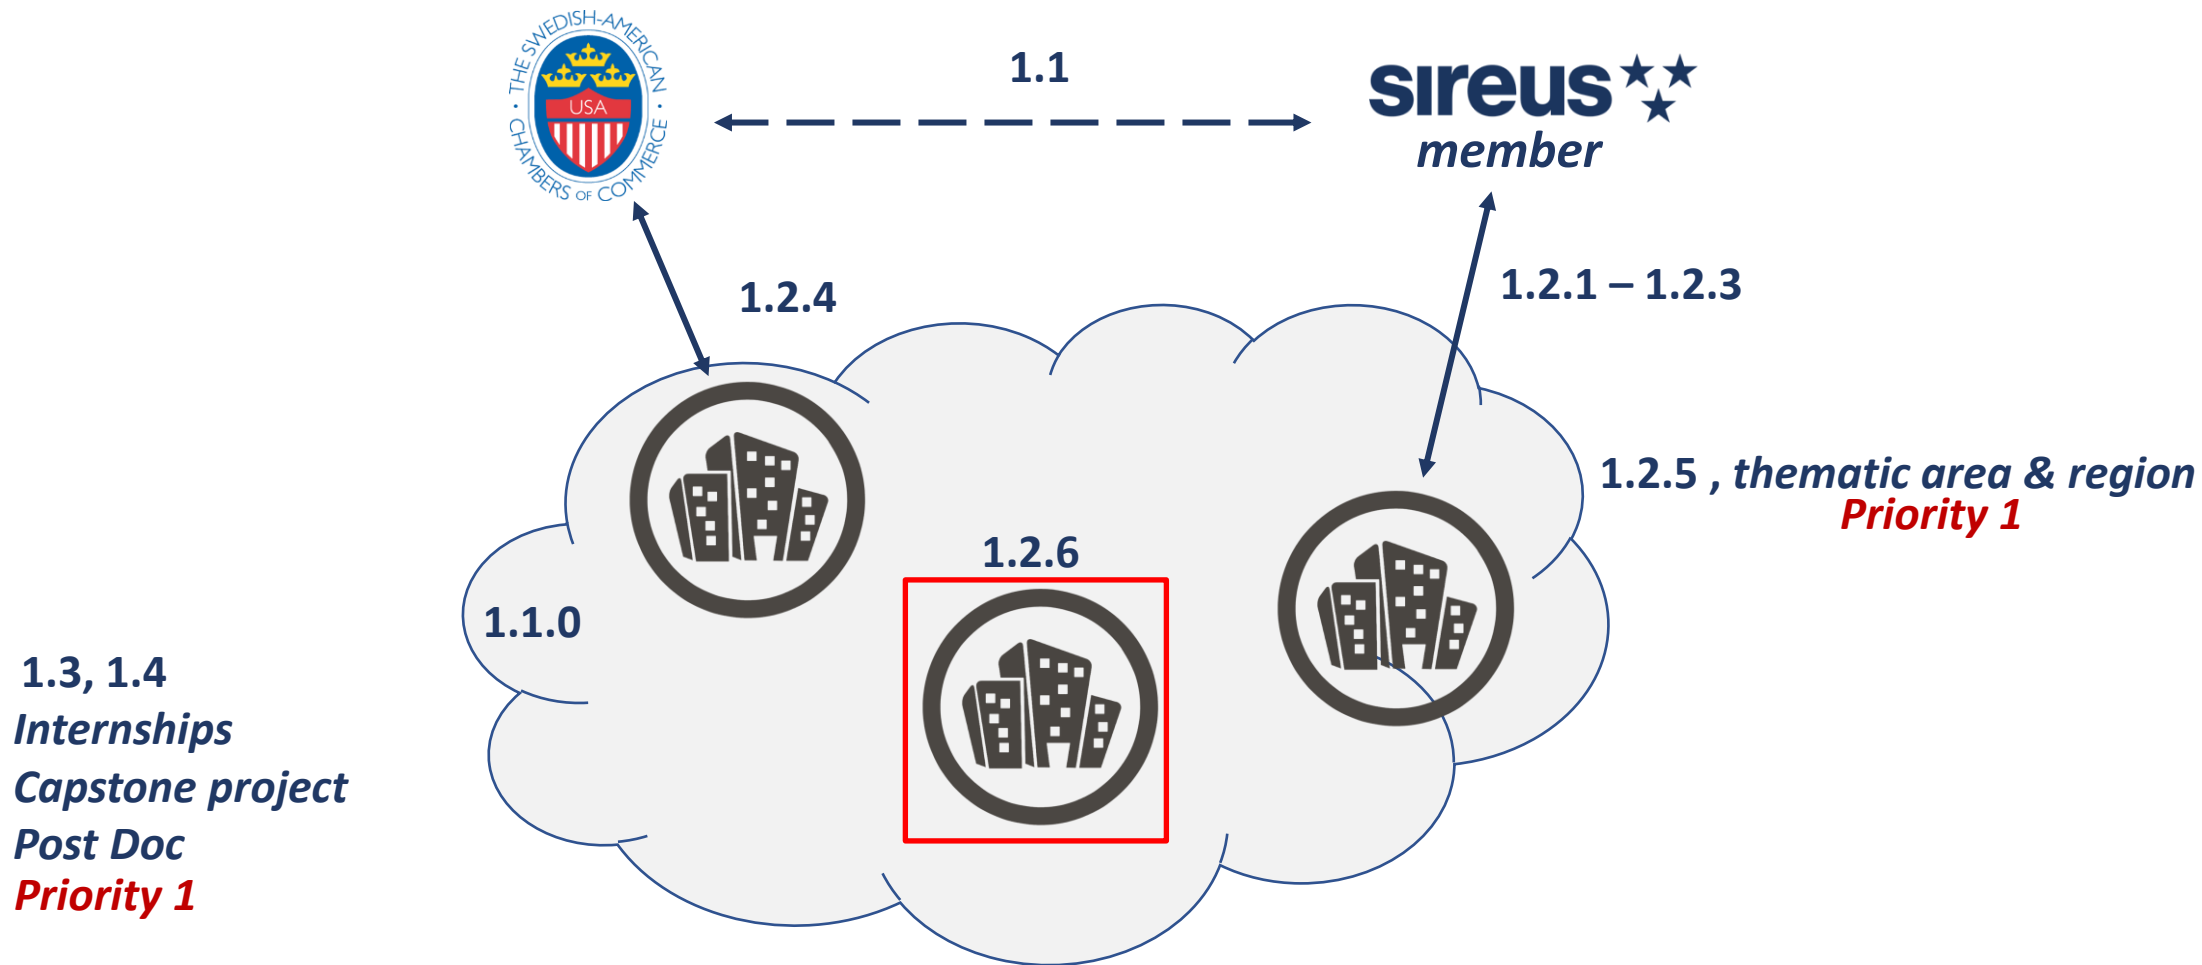 THE SWEDISH-AMERICAN
CHAMBERS OF COMMERCE
USA
1.1
sireus
member
1.2.4
1.2.1 – 1.2.3
1.2.5 , thematic area & region
Priority 1
1.2.6
1.1.0
1.3, 1.4
Internships
Capstone project
Post Doc
Priority 1